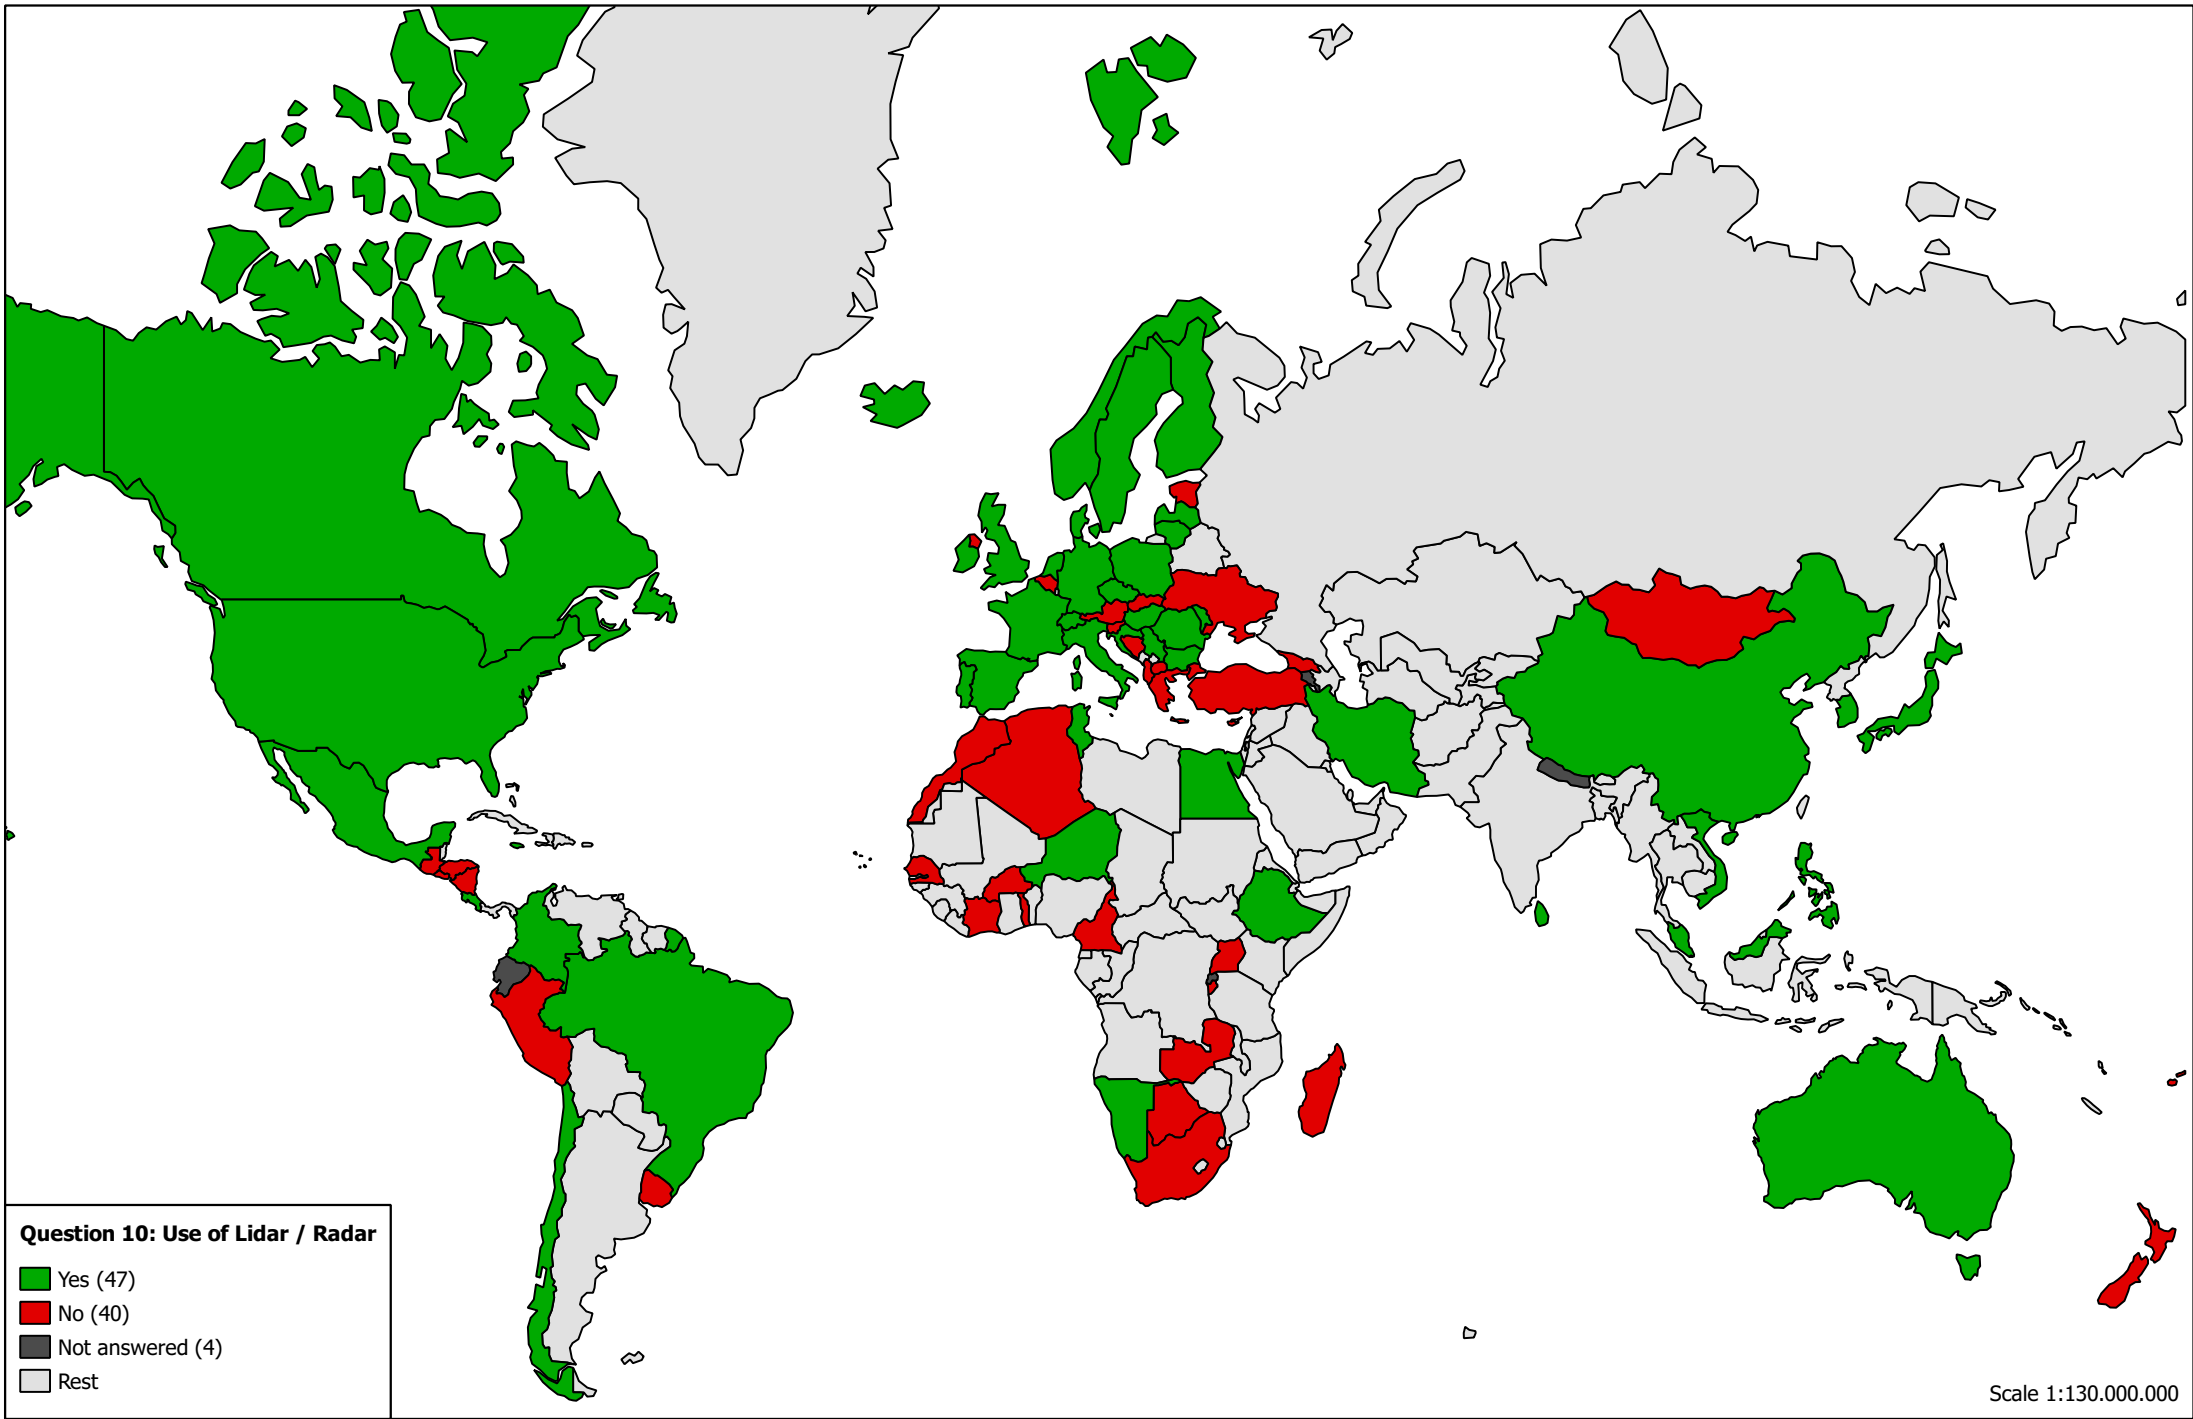 Question 10: Use of Lidar / Radar
Yes (47)
No (40)
Not answered (4)
Rest
Scale 1:130.000.000